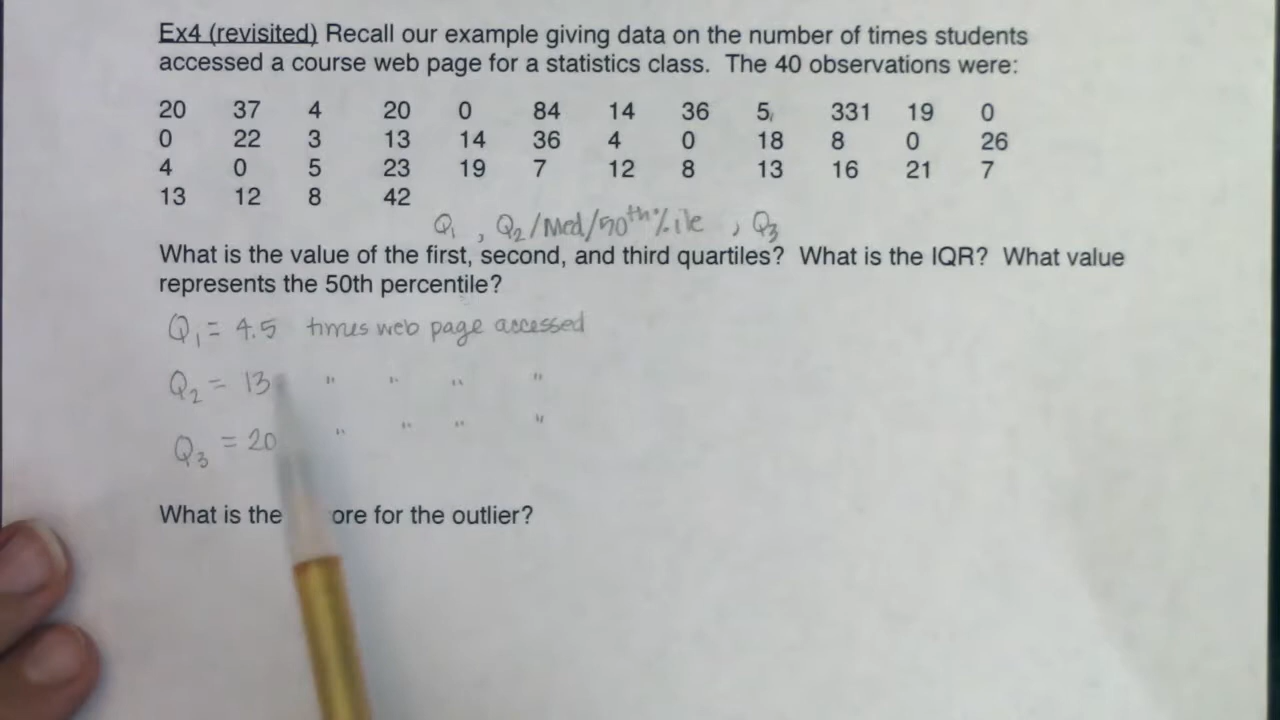 Ex4 (revisited) Recall our example giving data on the number of times students
accessed a course web page for a statistics class. The 40 observations were:
20 37 4 20 0 84 14 36 5, 331 19 0
0 22 3 13 14 36 4 0 18 8 0 26
4 0 5 23 19 7 12 8 13 16 21 7
13 12 8 42
Q₁ , Q₂/Med/50th %ile , Q₃
What is the value of the first, second, and third quartiles? What is the IQR? What value
represents the 50th percentile?
Q₁ = 4.5 times web page accessed
Q₂ = 13 " " " "
Q₃ = 20 " " " "
What is the ore for the outlier?